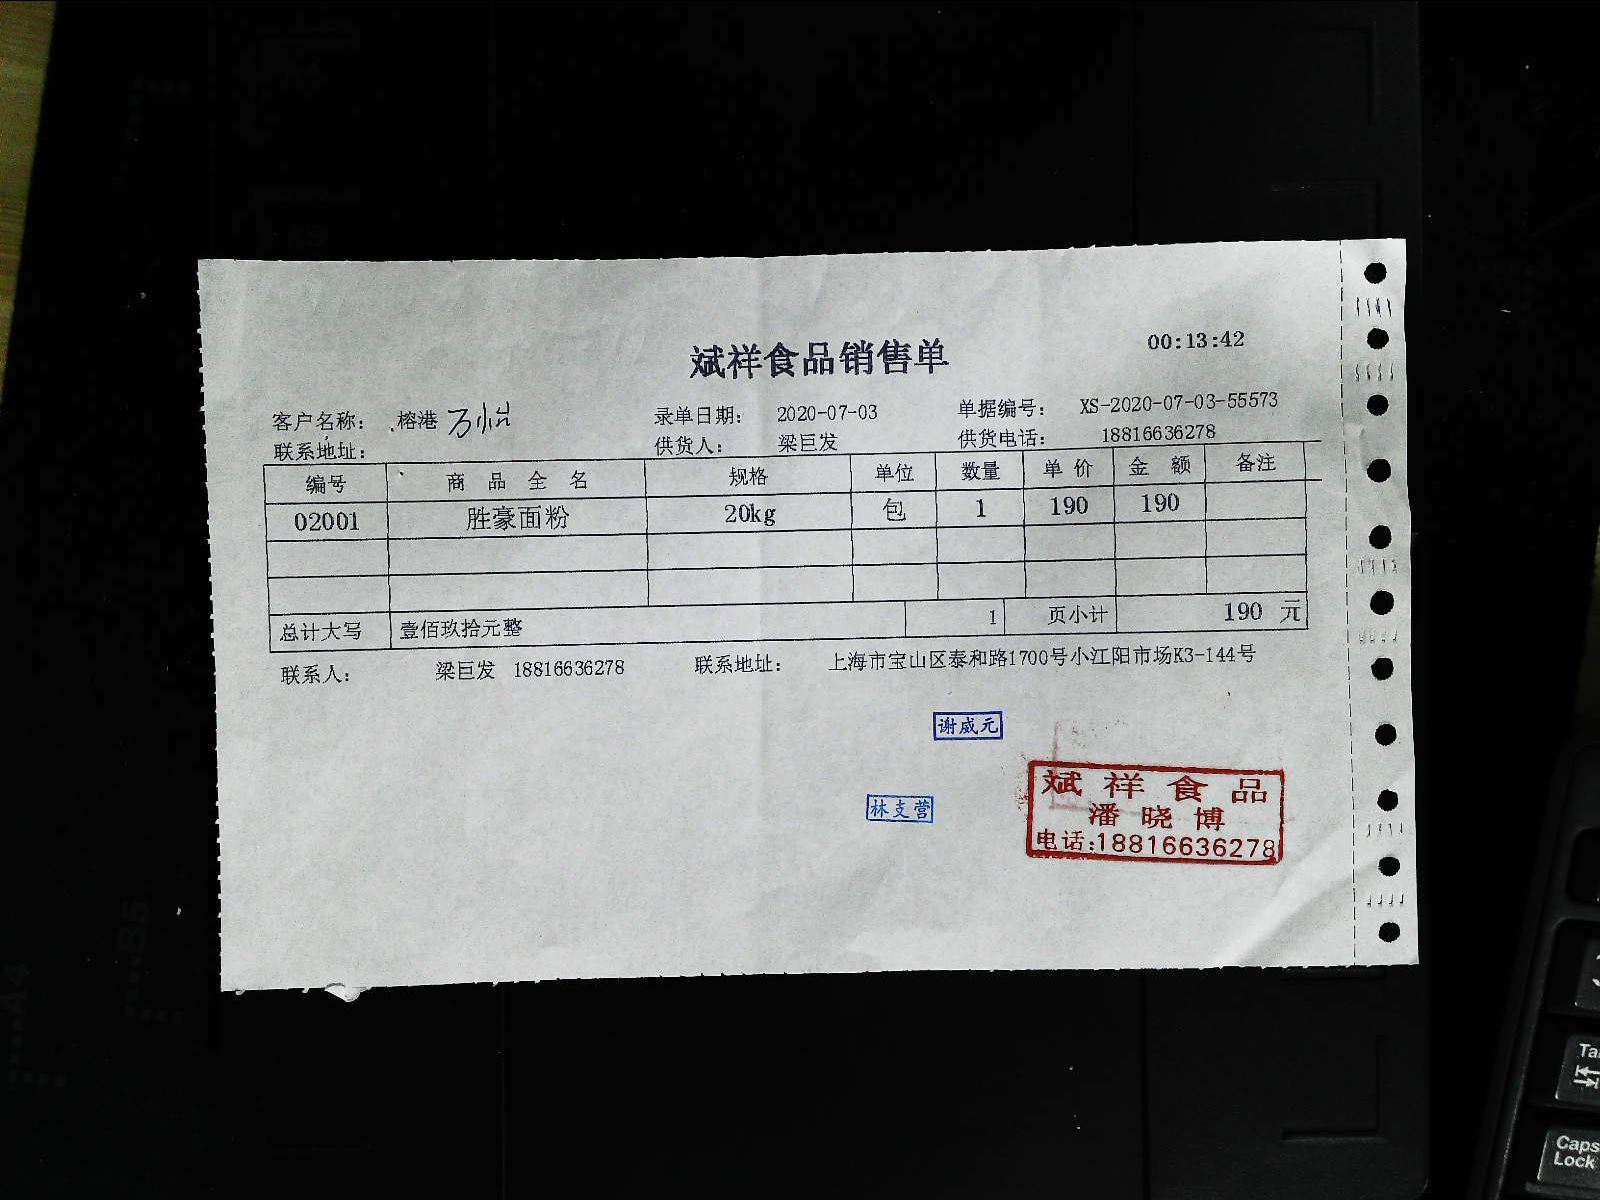 00:13:42
斌祥食品销售单
客户名称: 榕港 录单日期: 2020-07-03 单据编号: XS-2020-07-03-55573
联系地址: 供货人: 梁巨发 供货电话: 18816636278
编号 商品全名 规格 单位 数量 单价 金额 备注
02001 胜豪面粉 20kg 包 1 190 190
总计大写 壹佰玖拾元整 1 页小计 190 元
联系人: 梁巨发 18816636278 联系地址: 上海市宝山区泰和路1700号小江阳市场K3-144号
谢威元
林支营
斌祥食品
潘晓博
电话:18816636278
A4
B5
Caps
Lock